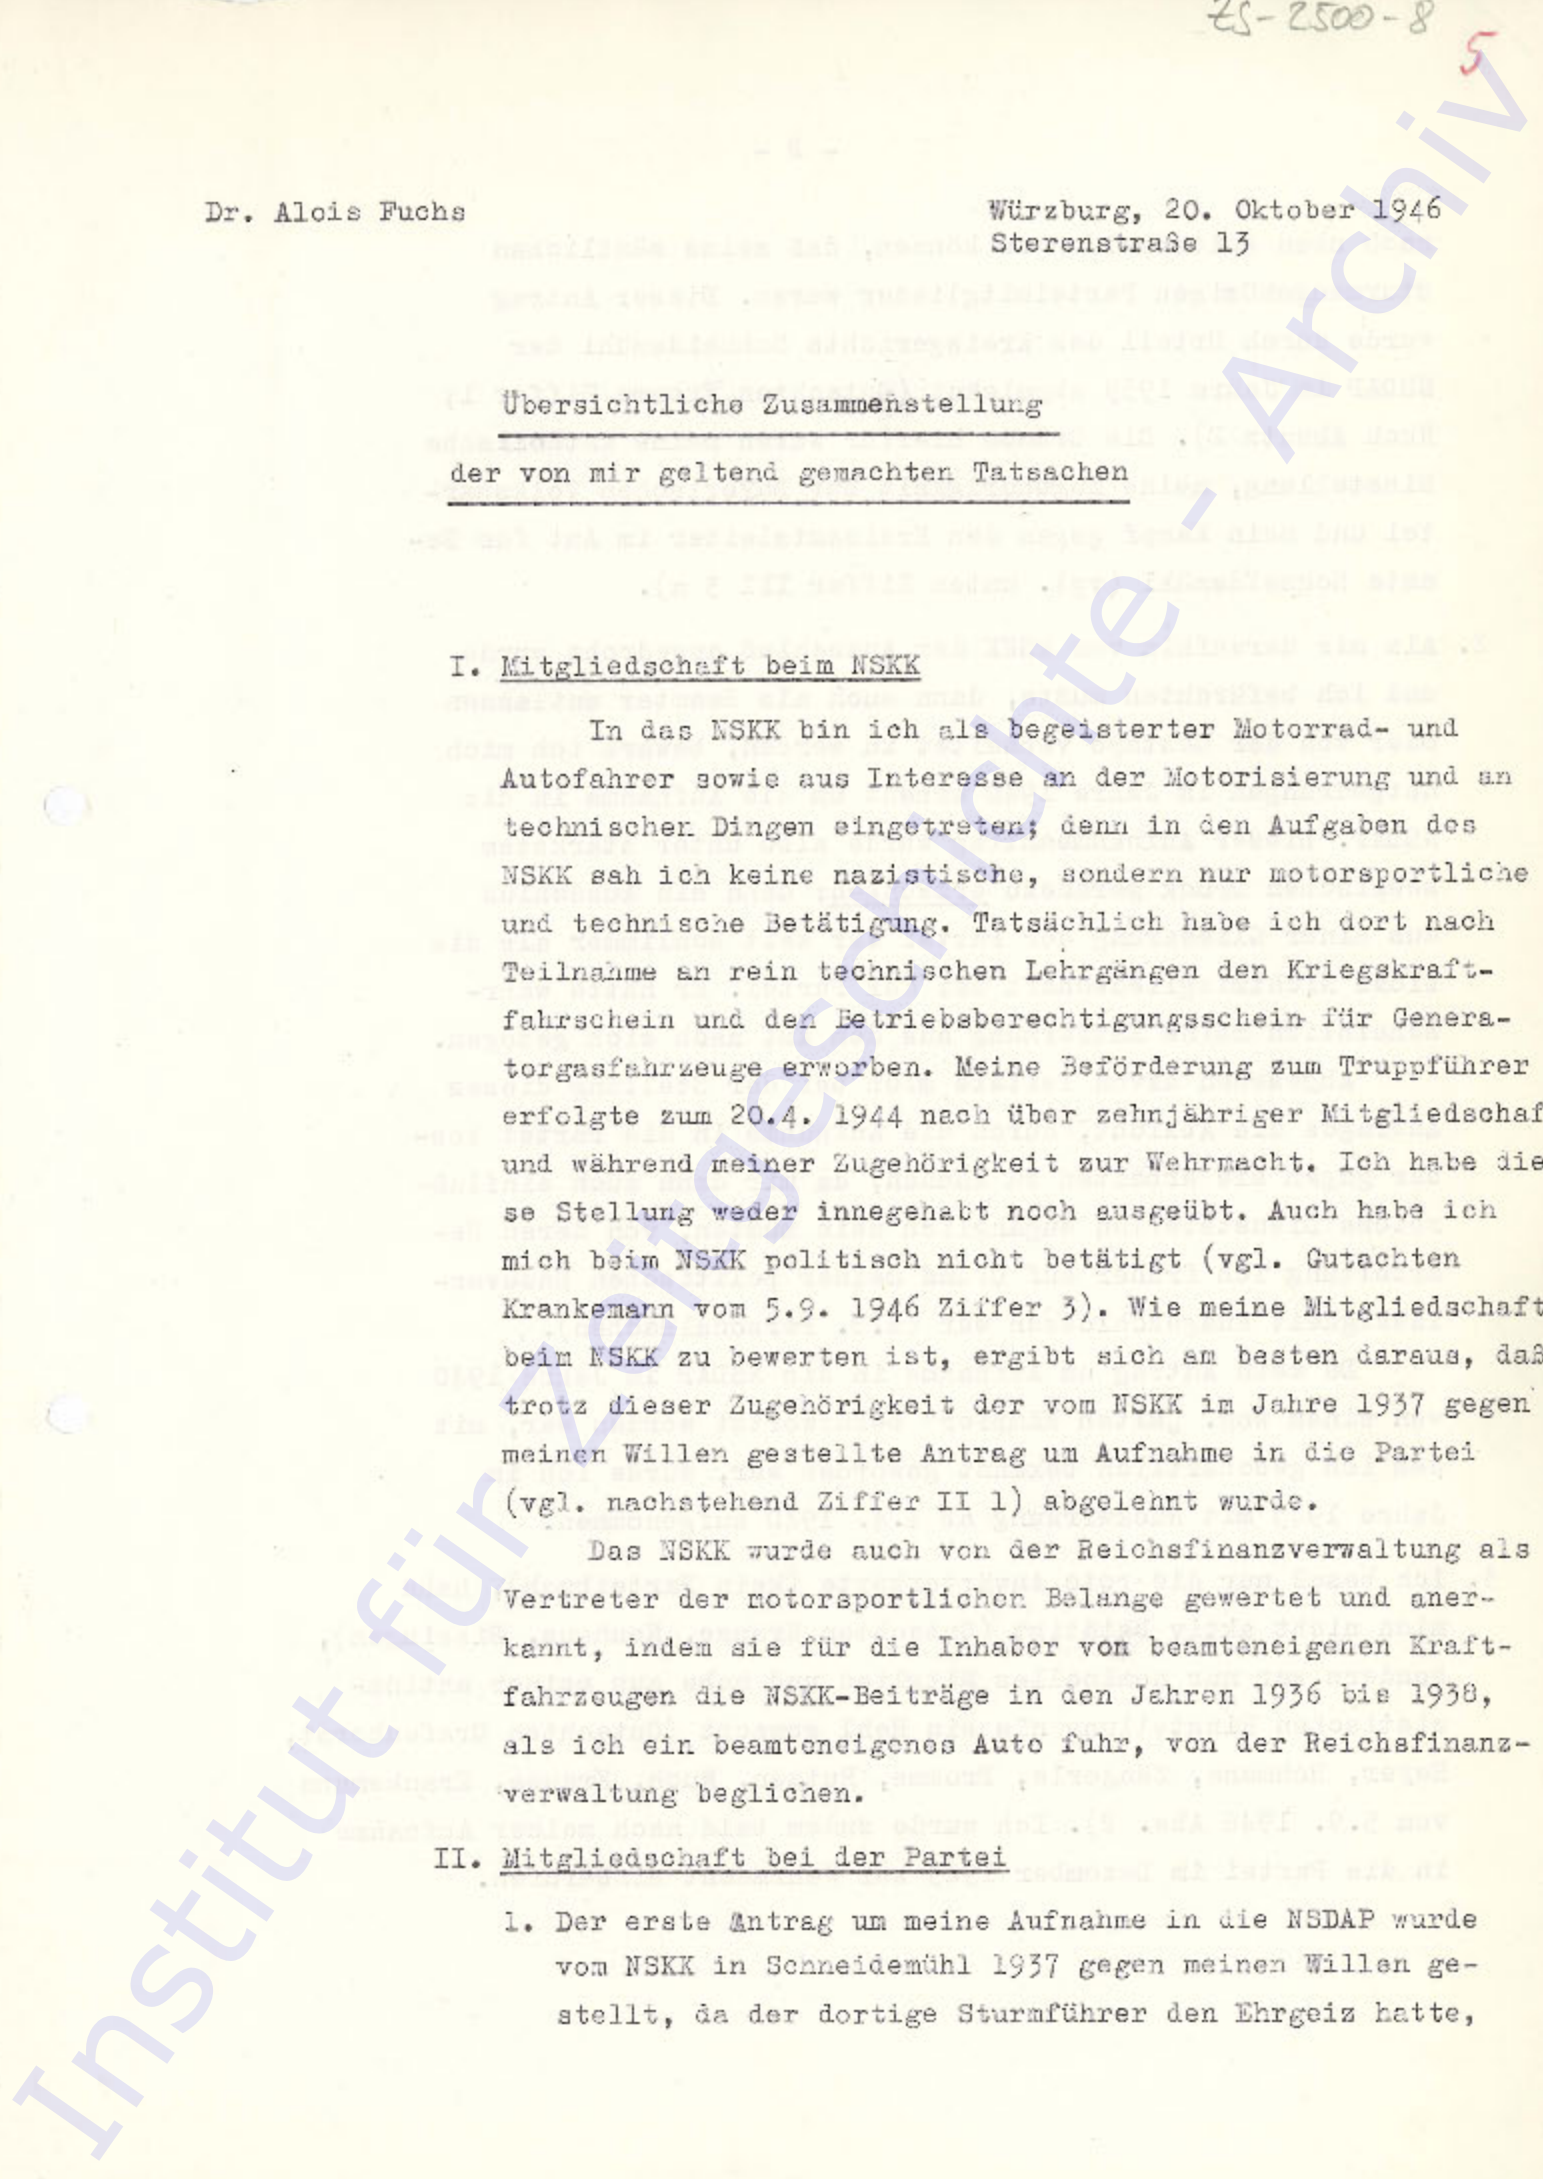 ZS-2500-8
5
Dr. Alois Fuchs
Würzburg, 20. Oktober 1946
Sterenstraße 13
Übersichtliche Zusammenstellung
der von mir geltend gemachten Tatsachen
I. Mitgliedschaft beim NSKK
In das NSKK bin ich als begeisterter Motorrad- und
Autofahrer sowie aus Interesse an der Motorisierung und an
technischen Dingen eingetreten; denn in den Aufgaben des
NSKK sah ich keine nazistische, sondern nur motorsportliche
und technische Betätigung. Tatsächlich habe ich dort nach
Teilnahme an rein technischen Lehrgängen den Kriegskraft-
fahrschein und den Betriebsberechtigungsschein für Genera-
torgasfahrzeuge erworben. Meine Beförderung zum Truppführer
erfolgte zum 20.4. 1944 nach über zehnjähriger Mitgliedschaf
und während meiner Zugehörigkeit zur Wehrmacht. Ich habe die
se Stellung weder innegehabt noch ausgeübt. Auch habe ich
mich beim NSKK politisch nicht betätigt (vgl. Gutachten
Krankemann vom 5.9. 1946 Ziffer 3). Wie meine Mitgliedschaft
beim NSKK zu bewerten ist, ergibt sich am besten daraus, daß
trotz dieser Zugehörigkeit der vom NSKK im Jahre 1937 gegen
meinen Willen gestellte Antrag um Aufnahme in die Partei
(vgl. nachstehend Ziffer II 1) abgelehnt wurde.
Das NSKK wurde auch von der Reichsfinanzverwaltung als
Vertreter der motorsportlichen Belange gewertet und aner-
kannt, indem sie für die Inhaber von beamteneigenen Kraft-
fahrzeugen die NSKK-Beiträge in den Jahren 1936 bis 1938,
als ich ein beamteneigenes Auto fuhr, von der Reichsfinanz-
verwaltung beglichen.
II. Mitgliedschaft bei der Partei
1. Der erste Antrag um meine Aufnahme in die NSDAP wurde
vom NSKK in Schneidemühl 1937 gegen meinen Willen ge-
stellt, da der dortige Sturmführer den Ehrgeiz hatte,
Institut für Zeitgeschichte - Archiv